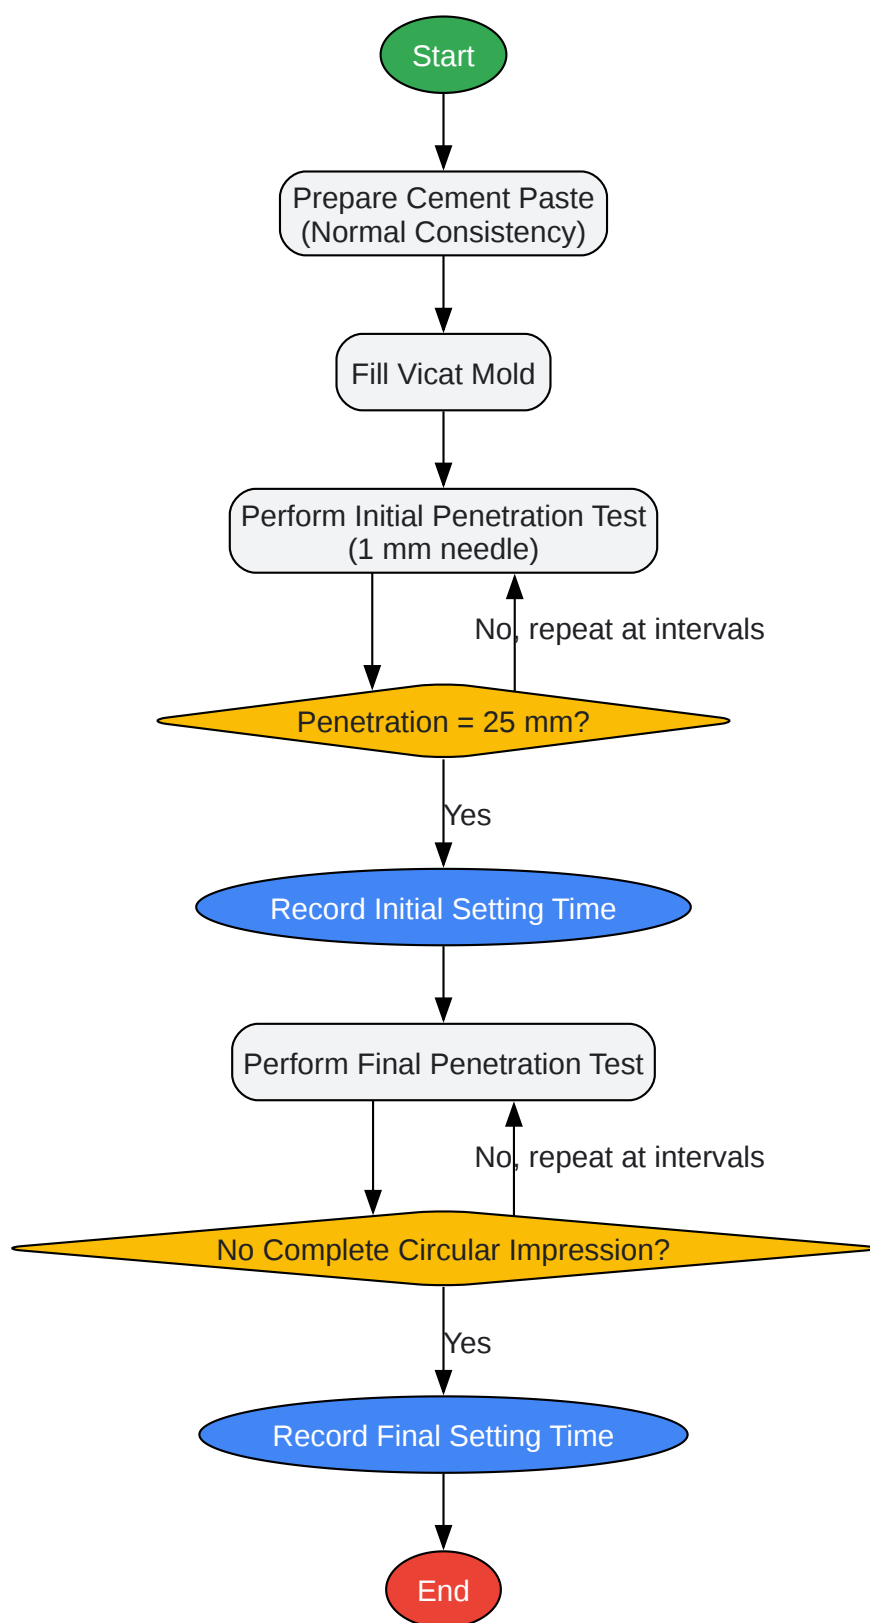 Start
Prepare Cement Paste
(Normal Consistency)
Fill Vicat Mold
Perform Initial Penetration Test
(1 mm needle)
No, repeat at intervals
Penetration = 25 mm?
Yes
Record Initial Setting Time
Perform Final Penetration Test
No, repeat at intervals
No Complete Circular Impression?
Yes
Record Final Setting Time
End